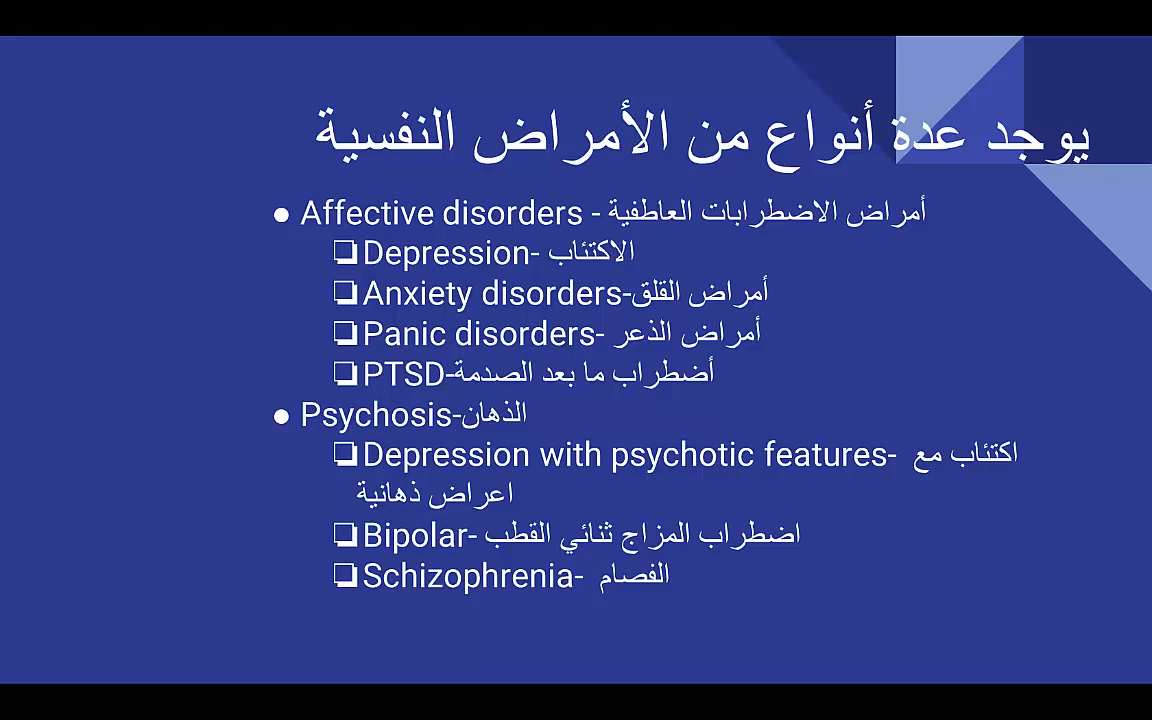 يوجد عدة أنواع من الأمراض النفسية
● Affective disorders - أمراض الاضطرابات العاطفية
❏ Depression- الاكتئاب
❏ Anxiety disorders-أمراض القلق
❏ Panic disorders- أمراض الذعر
❏ PTSD-أضطراب ما بعد الصدمة
● Psychosis-الذهان
❏ Depression with psychotic features- اكتئاب مع
اعراض ذهانية
❏ Bipolar- اضطراب المزاج ثنائي القطب
❏ Schizophrenia- الفصام